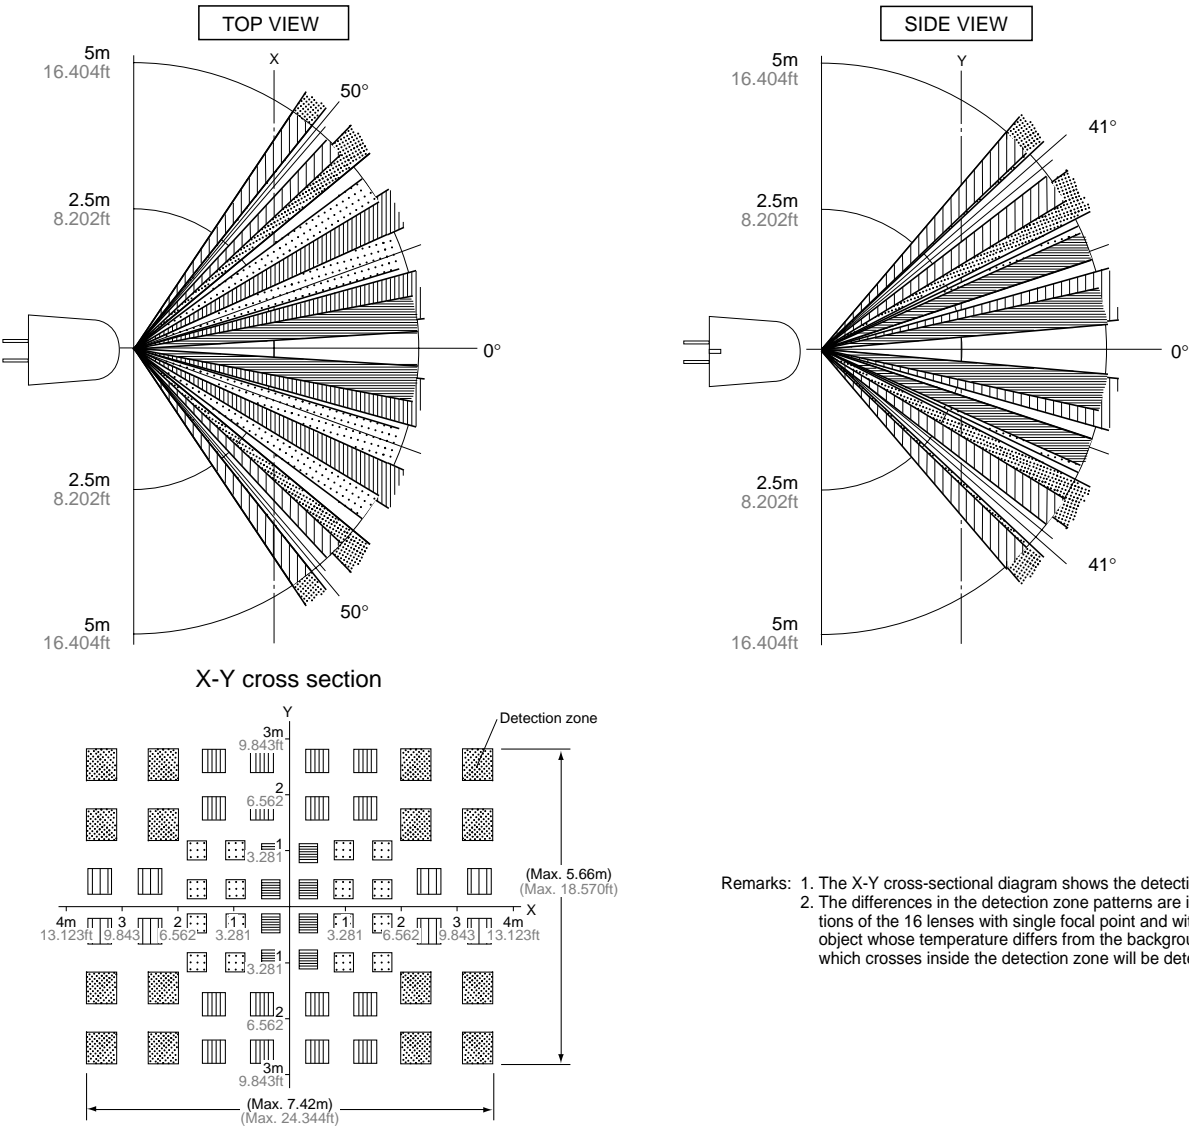 TOP VIEW
X
5m
16.404ft
50°
2.5m
8.202ft
0°
2.5m
8.202ft
50°
5m
16.404ft
SIDE VIEW
Y
5m
16.404ft
41°
2.5m
8.202ft
0°
2.5m
8.202ft
41°
5m
16.404ft
X-Y cross section
Y
Detection zone
3m
9.843ft
2
6.562
1
3.281
(Max. 5.66m)
(Max. 18.570ft)
X
4m 3 2 1 1 2 3 4m
13.123ft 9.843 6.562 3.281 3.281 6.562 9.843 13.123ft
1
3.281
2
6.562
3m
9.843ft
(Max. 7.42m)
(Max. 24.344ft)
Remarks: 1. The X-Y cross-sectional diagram shows the
2. The differences in the detection zone patterns are
tions of the 16 lenses with single focal point and
object whose temperature differs from the
which crosses inside the detection zone will be